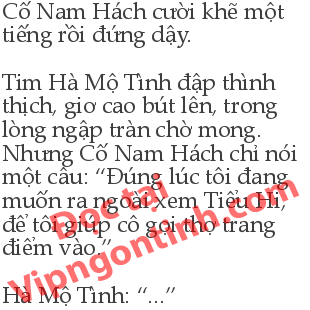 Cố Nam Hách cười khẽ một
tiếng rồi đứng dậy.
Tim Hà Mộ Tình đập thình
thịch, giơ cao bút lên, trong
lòng ngập tràn chờ mong.
Nhưng Cố Nam Hách chỉ nói
một câu: “Đúng lúc tôi đang
muốn ra ngoài xem Tiểu Hi,
để tôi giúp cô gọi thợ trang
điểm vào.”
Hà Mộ Tình: “...”
Đọc tại
Vipngontinh.com